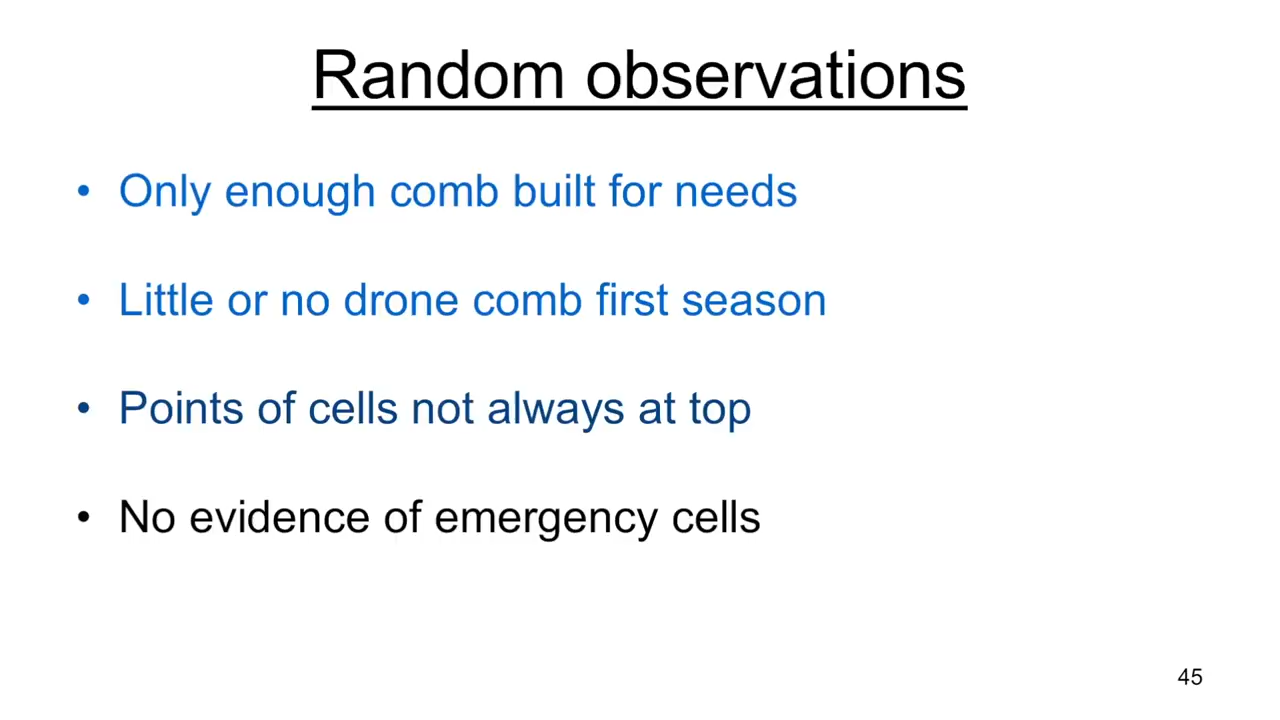 Random observations
• Only enough comb built for needs
• Little or no drone comb first season
• Points of cells not always at top
• No evidence of emergency cells
45